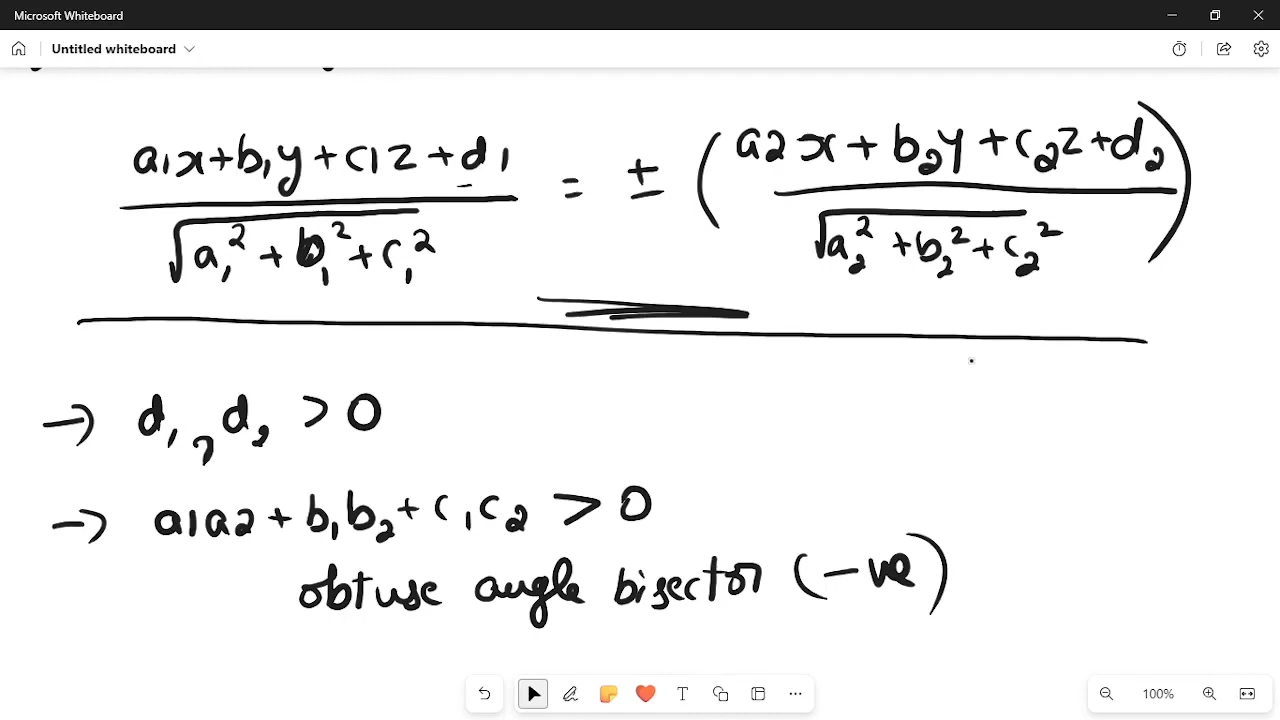 Microsoft Whiteboard
Untitled whiteboard
a₁x+b₁y+c₁z+d₁ / √a₁²+b₁²+c₁² = ± (a2x+b₂y+c₂z+d₂ / √a₂²+b₂²+c₂²)
→ d₁, d₂ > 0
→ a1a2+b₁b₂+c₁c₂ > 0
obtuse angle bisector (-ve)
100%